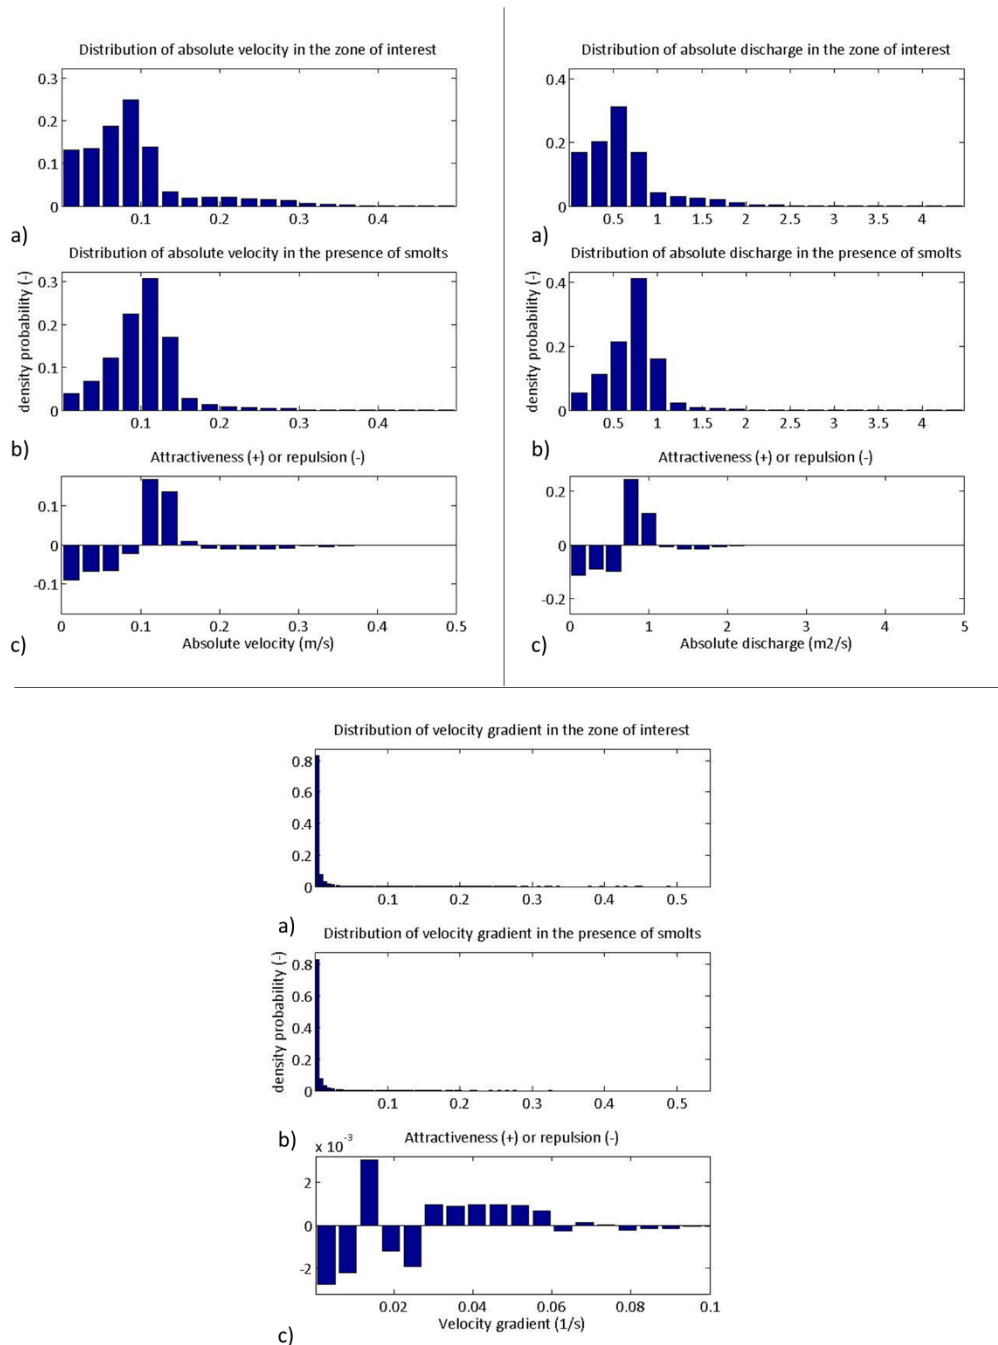 Distribution of absolute velocity in the zone of interest
0.3
0.2
0.1
0
0.1 0.2 0.3 0.4
a)
Distribution of absolute velocity in the presence of smolts
0.3
0.2
0.1
0
0.1 0.2 0.3 0.4
density probability (-)
b)
Attractiveness (+) or repulsion (-)
0.1
0
-0.1
0 0.1 0.2 0.3 0.4 0.5
Absolute velocity (m/s)
c)
Distribution of absolute discharge in the zone of interest
0.4
0.2
0
0.5 1 1.5 2 2.5 3 3.5 4
a)
Distribution of absolute discharge in the presence of smolts
0.4
0.2
0
0.5 1 1.5 2 2.5 3 3.5 4
density probability (-)
b)
Attractiveness (+) or repulsion (-)
0.2
0
-0.2
0 1 2 3 4 5
Absolute discharge (m2/s)
c)
Distribution of velocity gradient in the zone of interest
0.8
0.6
0.4
0.2
0
0.1 0.2 0.3 0.4 0.5
a)
Distribution of velocity gradient in the presence of smolts
0.8
0.6
0.4
0.2
0
0.1 0.2 0.3 0.4 0.5
density probability (-)
b)
x 10⁻³
Attractiveness (+) or repulsion (-)
2
0
-2
0.02 0.04 0.06 0.08 0.1
Velocity gradient (1/s)
c)